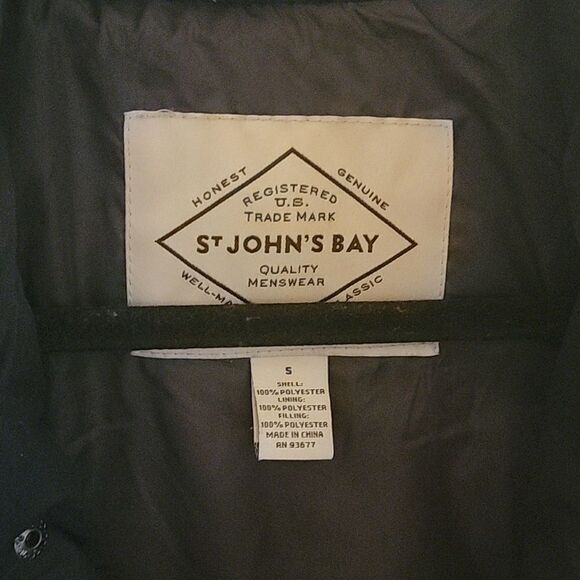 HONEST
GENUINE
REGISTERED
U.S.
TRADE MARK
ST JOHN'S BAY
QUALITY
MENSWEAR
S
SHELL:
100% POLYESTER
LINING:
100% POLYESTER
FILLING:
100% POLYESTER
MADE IN CHINA
RN 93677